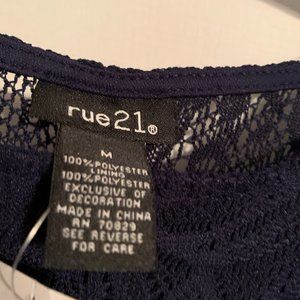 rue21®
M
100% POLYESTER
LINING
100% POLYESTER
EXCLUSIVE OF
DECORATION
MADE IN CHINA
RN 70829
SEE REVERSE
FOR CARE